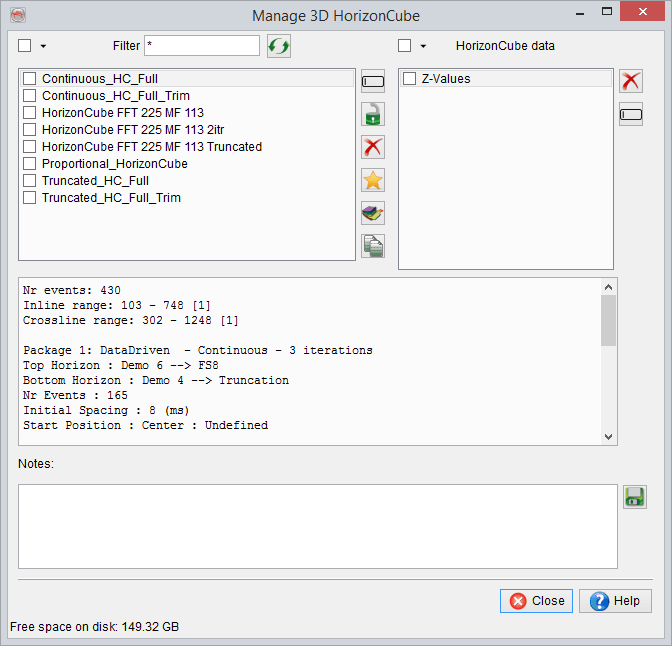 Manage 3D HorizonCube
Filter *
HorizonCube data
Continuous_HC_Full
Continuous_HC_Full_Trim
HorizonCube FFT 225 MF 113
HorizonCube FFT 225 MF 113 2itr
HorizonCube FFT 225 MF 113 Truncated
Proportional_HorizonCube
Truncated_HC_Full
Truncated_HC_Full_Trim
Z-Values
Nr events: 430
Inline range: 103 - 748 [1]
Crossline range: 302 - 1248 [1]
Package 1: DataDriven  - Continuous - 3 iterations
Top Horizon : Demo 6 --> FS8
Bottom Horizon : Demo 4 --> Truncation
Nr Events : 165
Initial Spacing : 8 (ms)
Start Position : Center : Undefined
Notes:
Close
Help
Free space on disk: 149.32 GB